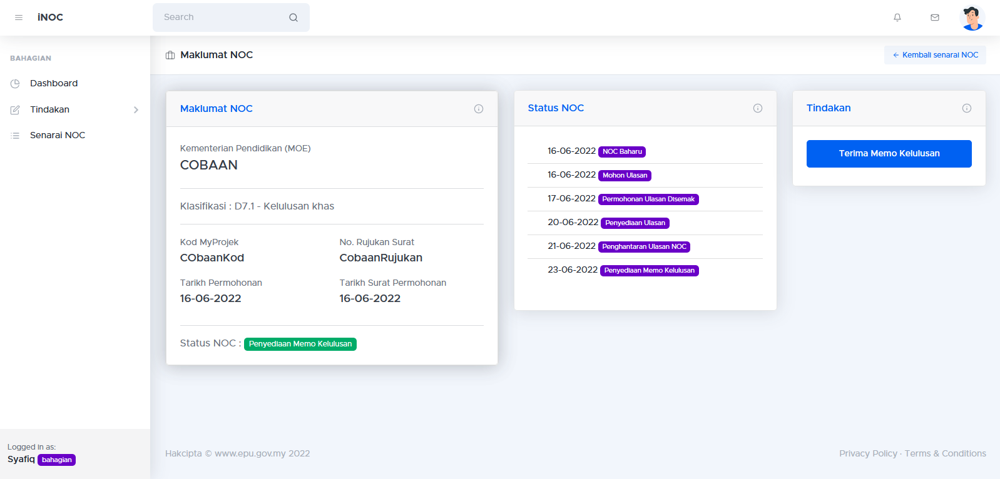 iNOC
Search
BAHAGIAN
Dashboard
Tindakan
Senarai NOC
Logged in as:
Syafiq bahagian
Maklumat NOC
Kembali senarai NOC
Maklumat NOC
Kementerian Pendidikan (MOE)
COBAAN
Klasifikasi : D7.1 - Kelulusan khas
Kod MyProjek
CObaanKod
No. Rujukan Surat
CobaanRujukan
Tarikh Permohonan
16-06-2022
Tarikh Surat Permohonan
16-06-2022
Status NOC : Penyediaan Memo Kelulusan
Status NOC
16-06-2022 NOC Baharu
16-06-2022 Mohon Ulasan
17-06-2022 Permohonan Ulasan Disemak
20-06-2022 Penyediaan Ulasan
21-06-2022 Penghantaran Ulasan NOC
23-06-2022 Penyediaan Memo Kelulusan
Tindakan
Terima Memo Kelulusan
Hakcipta © www.epu.gov.my 2022
Privacy Policy · Terms & Conditions